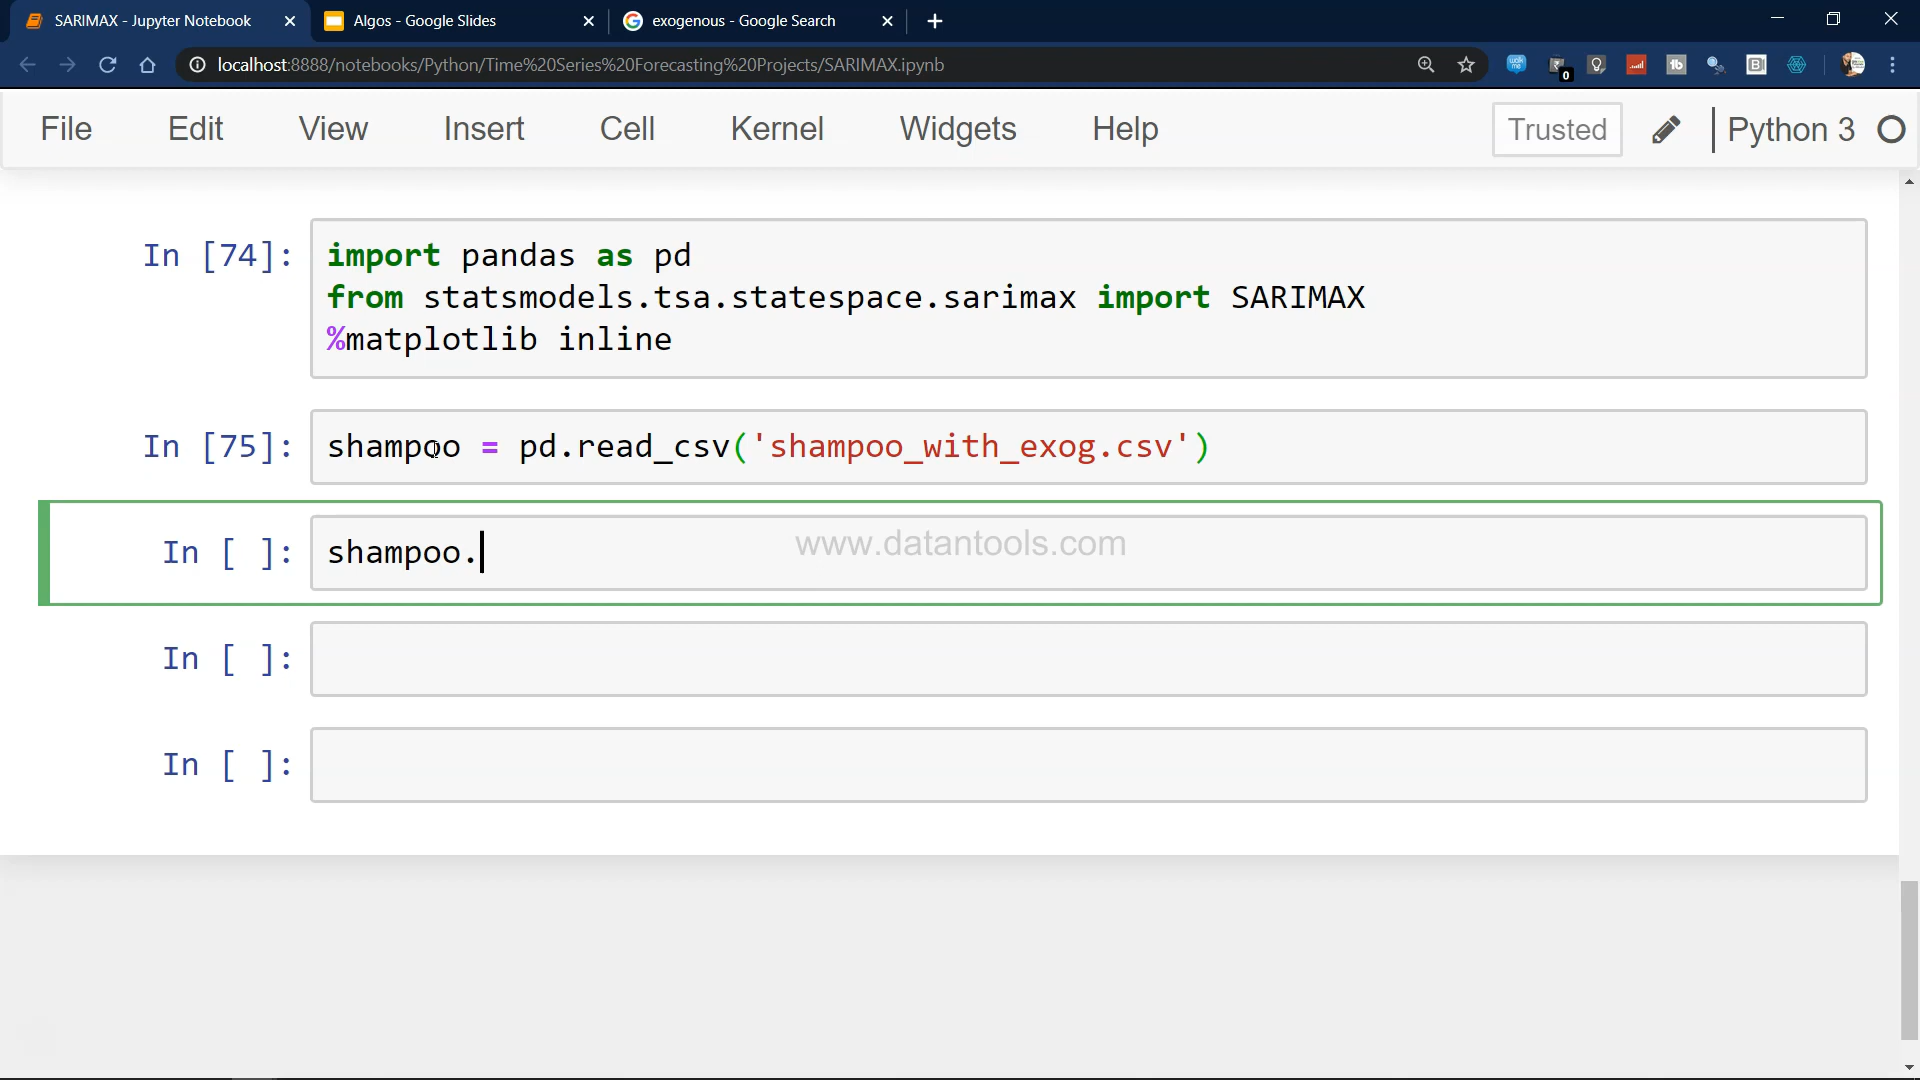 SARIMAX - Jupyter Notebook
Algos - Google Slides
exogenous - Google Search
localhost:8888/notebooks/Python/Time%20Series%20Forecasting%20Projects/SARIMAX.ipynb
0
File Edit View Insert Cell Kernel Widgets Help
Trusted
Python 3
In [74]: import pandas as pd
from statsmodels.tsa.statespace.sarimax import SARIMAX
%matplotlib inline
In [75]: shampoo = pd.read_csv('shampoo_with_exog.csv')
In [ ]: shampoo.
www.datantools.com
In [ ]:
In [ ]: